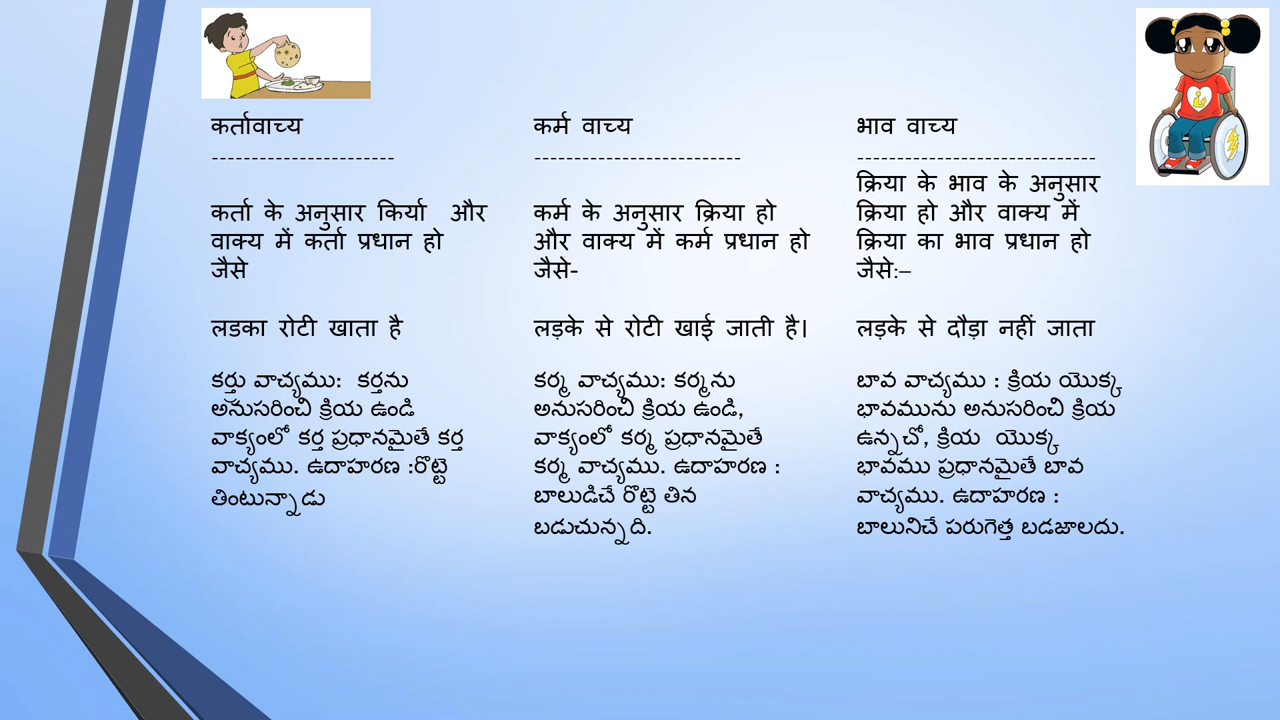 कर्तावाच्य
-----------------------
कर्ता के अनुसार किर्या और
वाक्य में कर्ता प्रधान हो
जैसे
लडका रोटी खाता है
కర్తు వాచ్యము: కర్తను
అనుసరించి క్రియ ఉండి
వాక్యంలో కర్త ప్రధానమైతే కర్త
వాచ్యము. ఉదాహరణ :రొట్టె
తింటున్నాడు
कर्म वाच्य
--------------------------
कर्म के अनुसार क्रिया हो
और वाक्य में कर्म प्रधान हो
जैसे-
लड़के से रोटी खाई जाती है।
కర్మ వాచ్యము: కర్మను
అనుసరించి క్రియ ఉండి,
వాక్యంలో కర్మ ప్రధానమైతే
కర్మ వాచ్యము. ఉదాహరణ :
బాలుడిచే రొట్టె తిన
బడుచున్నది.
भाव वाच्य
------------------------------
क्रिया के भाव के अनुसार
क्रिया हो और वाक्य में
क्रिया का भाव प्रधान हो
जैसे:–
लड़के से दौड़ा नहीं जाता
బావ వాచ్యము : క్రియ యొక్క
భావమును అనుసరించి క్రియ
ఉన్నచో, క్రియ యొక్క
భావము ప్రధానమైతే బావ
వాచ్యము. ఉదాహరణ :
బాలునిచే పరుగెత్త బడజాలదు.